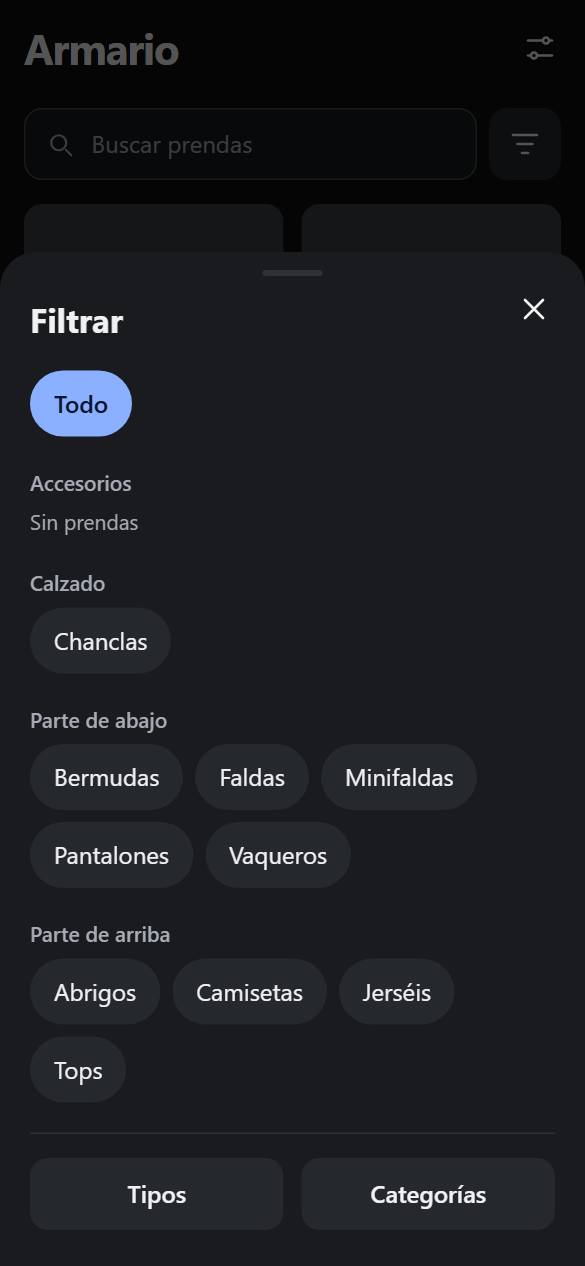 Armario
Buscar prendas
Filtrar
Todo
Accesorios
Sin prendas
Calzado
Chanclas
Parte de abajo
Bermudas Faldas Minifaldas
Pantalones Vaqueros
Parte de arriba
Abrigos Camisetas Jerséis
Tops
Tipos Categorías